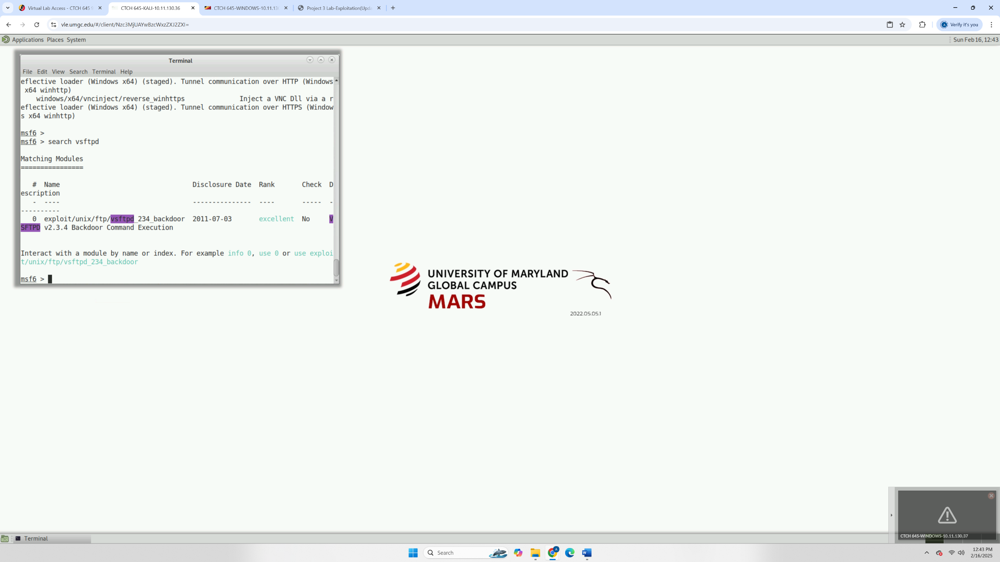 Virtual Lab Access - CTCH 645 9
CTCH 645-KALI-10.11.130.36
CTCH 645-WINDOWS-10.11.13
Project 3 Lab-Exploitation(Upda
vle.umgc.edu/#/client/Nzc3MjUAYwBzcWxzZXJ2ZXI=
Verify it's you
Applications Places System
Sun Feb 16, 12:43
Terminal
File Edit View Search Terminal Help
eflective loader (Windows x64) (staged). Tunnel communication over HTTP (Windows
 x64 winhttp)
    windows/x64/vncinject/reverse_winhttps              Inject a VNC Dll via a r
eflective loader (Windows x64) (staged). Tunnel communication over HTTPS (Window
s x64 winhttp)
msf6 >
msf6 > search vsftpd
Matching Modules
================
   #  Name                                  Disclosure Date  Rank       Check  D
escription
   -  ----                                  ---------------  ----       -----  -
----------
   0  exploit/unix/ftp/vsftpd_234_backdoor  2011-07-03       excellent  No     V
SFTPD v2.3.4 Backdoor Command Execution
Interact with a module by name or index. For example info 0, use 0 or use exploi
t/unix/ftp/vsftpd_234_backdoor
msf6 >
UNIVERSITY OF MARYLAND
GLOBAL CAMPUS
MARS
2022.05.05.1
CTCH 645-WINDOWS-10.11.130.37
Terminal
Search
12:43 PM
2/16/2025